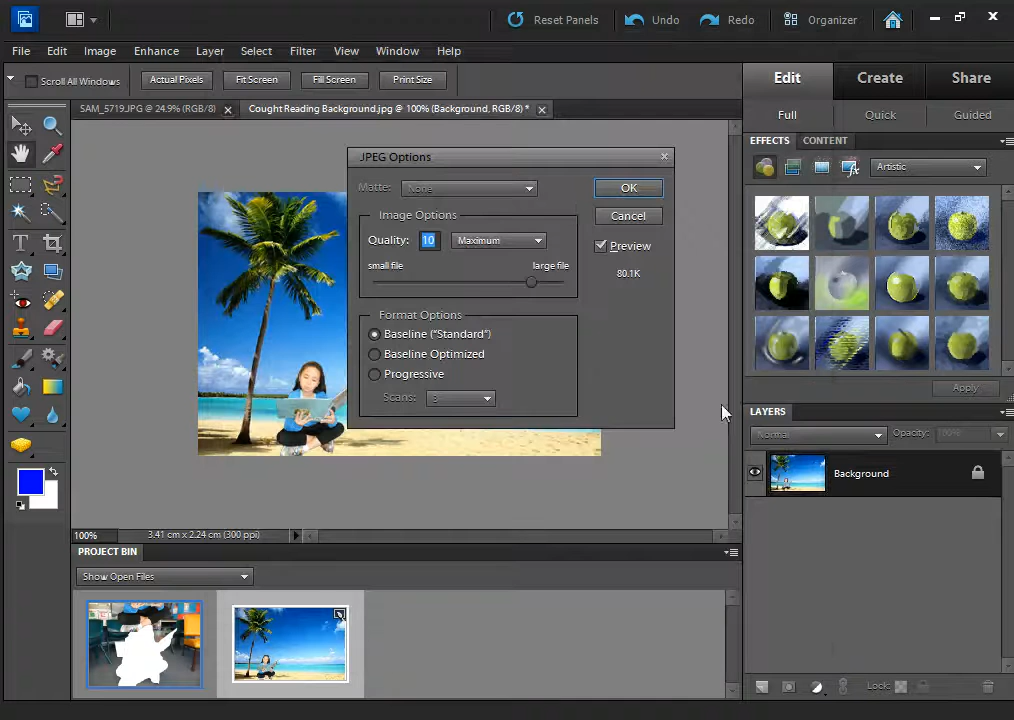 Reset Panels Undo Redo Organizer
File Edit Image Enhance Layer Select Filter View Window Help
Scroll All Windows Actual Pixels Fit Screen Fill Screen Print Size
Edit Create Share
SAM_5719.JPG @ 24.9% (RGB/8) Cought Reading Background.jpg @ 100% (Background, RGB/8) *
Full Quick Guided
EFFECTS CONTENT
Artistic
JPEG Options
Matte: None OK
Image Options Cancel
Quality: 10 Maximum Preview
small file large file
80.1K
Format Options
Baseline ("Standard")
Baseline Optimized
Progressive
Scans: 3
Apply
LAYERS
Normal Opacity: 100%
Background
100% 3.41 cm x 2.24 cm (300 ppi)
PROJECT BIN
Show Open Files
Lock: